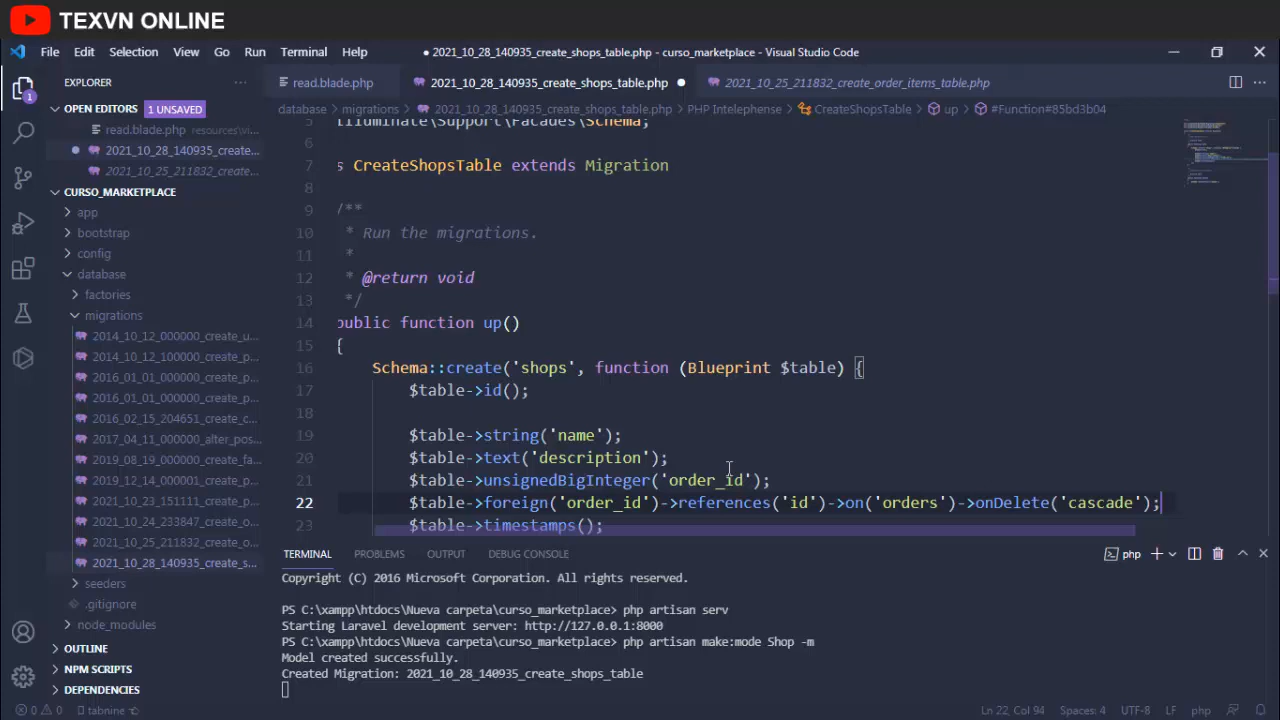 TEXVN ONLINE
File Edit Selection View Go Run Terminal Help
● 2021_10_28_140935_create_shops_table.php - curso_marketplace - Visual Studio Code
EXPLORER ···
read.blade.php
2021_10_28_140935_create_shops_table.php ●
2021_10_25_211832_create_order_items_table.php
···
OPEN EDITORS 1 UNSAVED
read.blade.php resources\vi...
2021_10_28_140935_create...
2021_10_25_211832_create...
CURSO_MARKETPLACE
app
bootstrap
config
database
factories
migrations
2014_10_12_000000_create_u...
2014_10_12_100000_create_p...
2016_01_01_000000_create_p...
2016_01_01_000000_create_p...
2016_02_15_204651_create_c...
2017_04_11_000000_alter_pos...
2019_08_19_000000_create_fa...
2019_12_14_000001_create_p...
2021_10_23_151111_create_pr...
2021_10_24_233847_create_o...
2021_10_25_211832_create_o...
2021_10_28_140935_create_s...
seeders
.gitignore
node_modules
OUTLINE
NPM SCRIPTS
DEPENDENCIES
1
database > migrations > 2021_10_28_140935_create_shops_table.php > PHP Intelephense > CreateShopsTable > up > #Function#85bd3b04
5 Illuminate\Support\Facades\Schema;
6
7 s CreateShopsTable extends Migration
8
9 /**
10 * Run the migrations.
11 *
12 * @return void
13 */
14 public function up()
15 {
16 Schema::create('shops', function (Blueprint $table) {
17 $table->id();
18
19 $table->string('name');
20 $table->text('description');
21 $table->unsignedBigInteger('order_id');
22 $table->foreign('order_id')->references('id')->on('orders')->onDelete('cascade');
23 $table->timestamps();
TERMINAL PROBLEMS OUTPUT DEBUG CONSOLE
php
Copyright (C) 2016 Microsoft Corporation. All rights reserved.
PS C:\xampp\htdocs\Nueva carpeta\curso_marketplace> php artisan serv
Starting Laravel development server: http://127.0.0.1:8000
PS C:\xampp\htdocs\Nueva carpeta\curso_marketplace> php artisan make:mode Shop -m
Model created successfully.
Created Migration: 2021_10_28_140935_create_shops_table
0 0 tabnine
Ln 22, Col 94 Spaces: 4 UTF-8 LF php